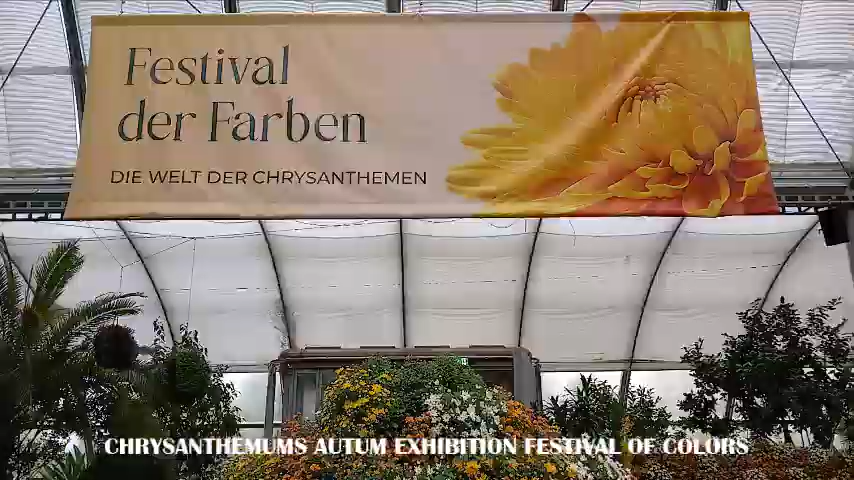 Festival
der Farben
DIE WELT DER CHRYSANTHEMEN
CHRYSANTHEMUMS AUTUM EXHIBITION FESTIVAL OF COLORS